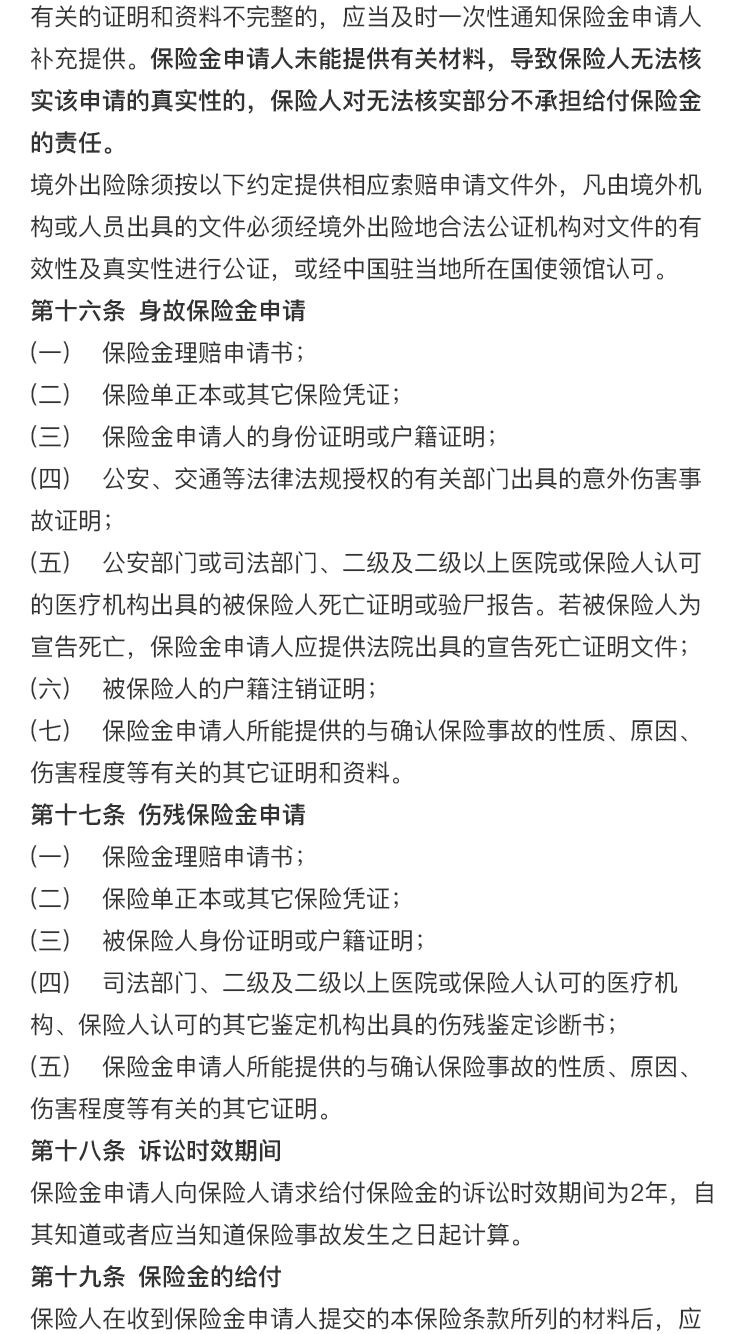 有关的证明和资料不完整的，应当及时一次性通知保险金申请人
补充提供。保险金申请人未能提供有关材料，导致保险人无法核
实该申请的真实性的，保险人对无法核实部分不承担给付保险金
的责任。
境外出险除须按以下约定提供相应索赔申请文件外，凡由境外机
构或人员出具的文件必须经境外出险地合法公证机构对文件的有
效性及真实性进行公证，或经中国驻当地所在国使领馆认可。
第十六条 身故保险金申请
(一) 保险金理赔申请书；
(二) 保险单正本或其它保险凭证；
(三) 保险金申请人的身份证明或户籍证明；
(四) 公安、交通等法律法规授权的有关部门出具的意外伤害事
故证明；
(五) 公安部门或司法部门、二级及二级以上医院或保险人认可
的医疗机构出具的被保险人死亡证明或验尸报告。若被保险人为
宣告死亡，保险金申请人应提供法院出具的宣告死亡证明文件；
(六) 被保险人的户籍注销证明；
(七) 保险金申请人所能提供的与确认保险事故的性质、原因、
伤害程度等有关的其它证明和资料。
第十七条 伤残保险金申请
(一) 保险金理赔申请书；
(二) 保险单正本或其它保险凭证；
(三) 被保险人身份证明或户籍证明；
(四) 司法部门、二级及二级以上医院或保险人认可的医疗机
构、保险人认可的其它鉴定机构出具的伤残鉴定诊断书；
(五) 保险金申请人所能提供的与确认保险事故的性质、原因、
伤害程度等有关的其它证明。
第十八条 诉讼时效期间
保险金申请人向保险人请求给付保险金的诉讼时效期间为2年，自
其知道或者应当知道保险事故发生之日起计算。
第十九条 保险金的给付
保险人在收到保险金申请人提交的本保险条款所列的材料后，应